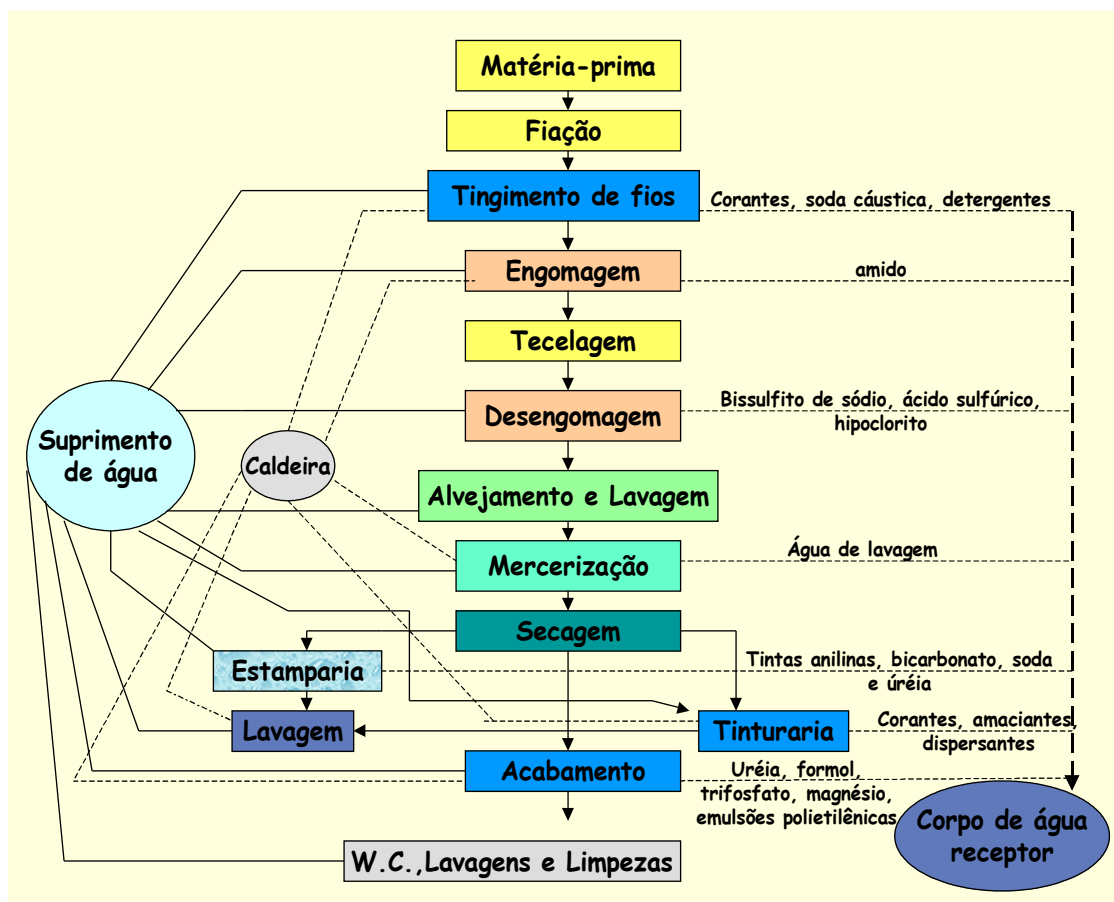 Matéria-prima
Fiação
Tingimento de fios
Corantes, soda cáustica, detergentes
Engomagem
amido
Tecelagem
Desengomagem
Bissulfito de sódio, ácido sulfúrico,
hipoclorito
Suprimento
de água
Caldeira
Alvejamento e Lavagem
Mercerização
Água de lavagem
Secagem
Estamparia
Tintas anilinas, bicarbonato, soda
e úréia
Lavagem
Tinturaria
Corantes, amaciantes,
dispersantes
Acabamento
Uréia, formol,
trifosfato, magnésio,
emulsões polietilênicas
Corpo de água
receptor
W.C.,Lavagens e Limpezas